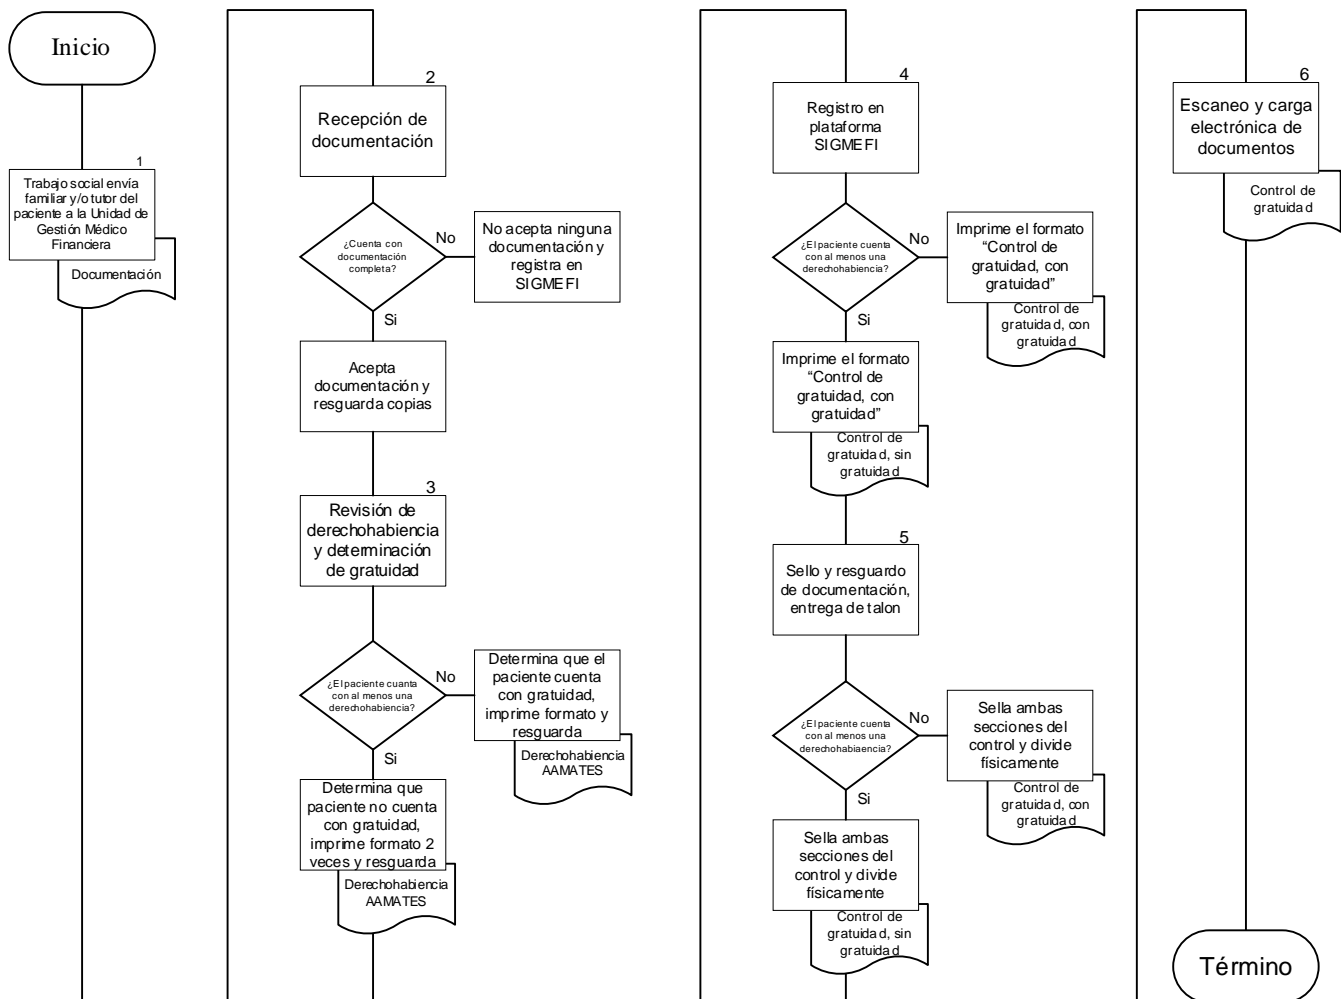 Inicio
1
Trabajo social envía
familiar y/o tutor del
paciente a la Unidad de
Gestión Médico
Financiera
Documentación
2
Recepción de
documentación
¿Cuenta con
documentación
completa?
No
No acepta ninguna
documentación y
registra en
SIGMEFI
Si
Acepta
documentación y
resguarda copias
3
Revisión de
derechohabiencia
y determinación
de gratuidad
¿El paciente cuanta
con al menos una
derechohabiencia?
No
Determina que el
paciente cuenta
con gratuidad,
imprime formato y
resguarda
Derechohabiencia
AAMATES
Si
Determina que
paciente no cuenta
con gratuidad,
imprime formato 2
veces y resguarda
Derechohabiencia
AAMATES
4
Registro en
plataforma
SIGMEFI
¿El paciente cuenta
con al menos una
derechohabiencia?
No
Imprime el formato
“Control de
gratuidad, con
gratuidad”
Control de
gratuidad, con
gratuidad
Si
Imprime el formato
“Control de
gratuidad, con
gratuidad”
Control de
gratuidad, sin
gratuidad
5
Sello y resguardo
de documentación,
entrega de talon
¿El paciente cuenta
con al menos una
derechohabiaencia?
No
Sella ambas
secciones del
control y divide
físicamente
Control de
gratuidad, con
gratuidad
Si
Sella ambas
secciones del
control y divide
físicamente
Control de
gratuidad, sin
gratuidad
6
Escaneo y carga
electrónica de
documentos
Control de
gratuidad
Término